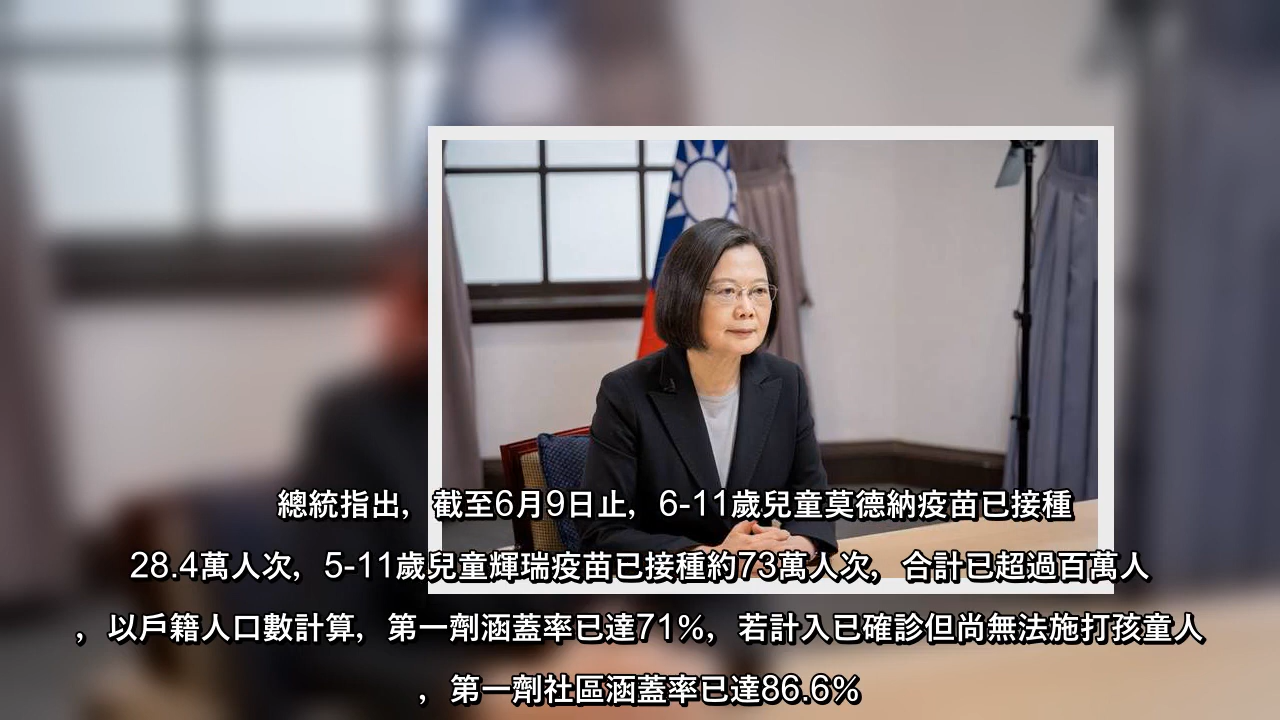 總統指出，截至6月9日止，6-11歲兒童莫德納疫苗已接種
28.4萬人次，5-11歲兒童輝瑞疫苗已接種約73萬人次，合計已超過百萬人
，以戶籍人口數計算，第一劑涵蓋率已達71%，若計入已確診但尚無法施打孩童人
，第一劑社區涵蓋率已達86.6%